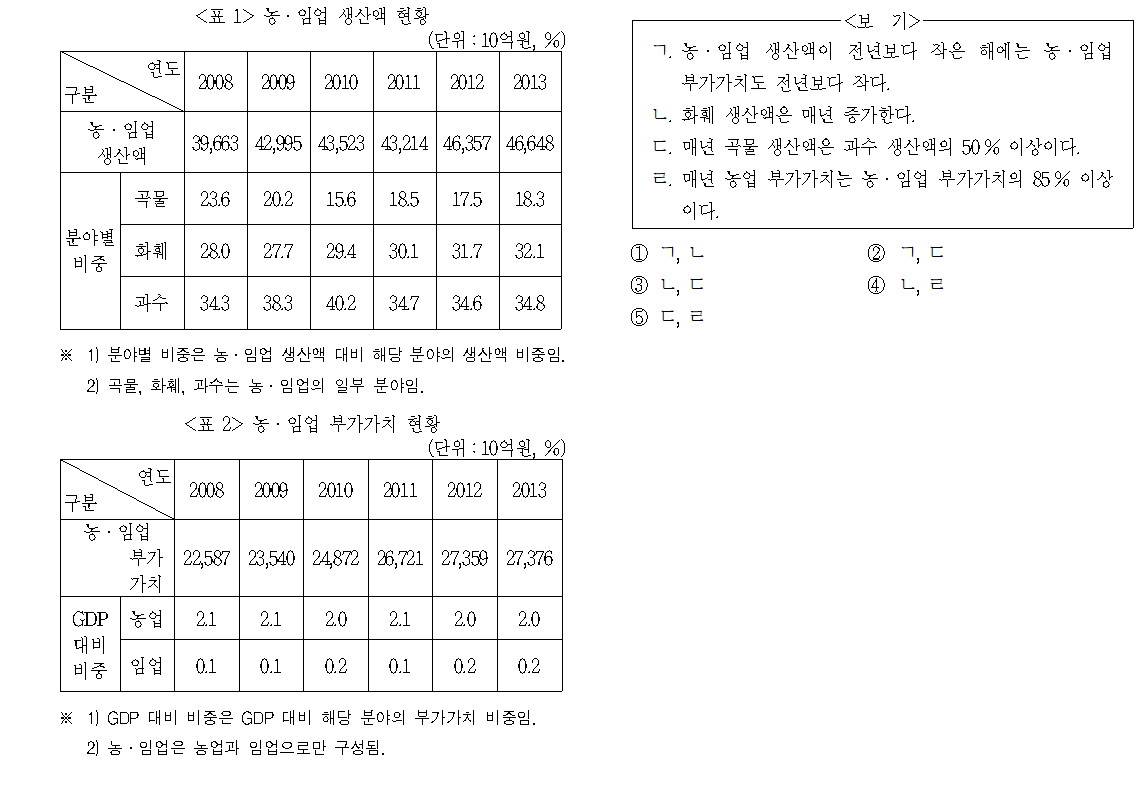 <표 1> 농·임업 생산액 현황
(단위 : 10억원, %)
연도
구분
2008 2009 2010 2011 2012 2013
농·임업
생산액
39,663 42,995 43,523 43,214 46,357 46,648
분야별
비중
곡물 23.6 20.2 15.6 18.5 17.5 18.3
화훼 28.0 27.7 29.4 30.1 31.7 32.1
과수 34.3 38.3 40.2 34.7 34.6 34.8
※ 1) 분야별 비중은 농·임업 생산액 대비 해당 분야의 생산액 비중임.
2) 곡물, 화훼, 과수는 농·임업의 일부 분야임.
<표 2> 농·임업 부가가치 현황
(단위 : 10억원, %)
연도
구분
2008 2009 2010 2011 2012 2013
농·임업
부가
가치
22,587 23,540 24,872 26,721 27,359 27,376
GDP
대비
비중
농업 2.1 2.1 2.0 2.1 2.0 2.0
임업 0.1 0.1 0.2 0.1 0.2 0.2
※ 1) GDP 대비 비중은 GDP 대비 해당 분야의 부가가치 비중임.
2) 농·임업은 농업과 임업으로만 구성됨.
<보 기>
ㄱ. 농·임업 생산액이 전년보다 작은 해에는 농·임업
부가가치도 전년보다 작다.
ㄴ. 화훼 생산액은 매년 증가한다.
ㄷ. 매년 곡물 생산액은 과수 생산액의 50% 이상이다.
ㄹ. 매년 농업 부가가치는 농·임업 부가가치의 85% 이상
이다.
① ㄱ, ㄴ ② ㄱ, ㄷ
③ ㄴ, ㄷ ④ ㄴ, ㄹ
⑤ ㄷ, ㄹ